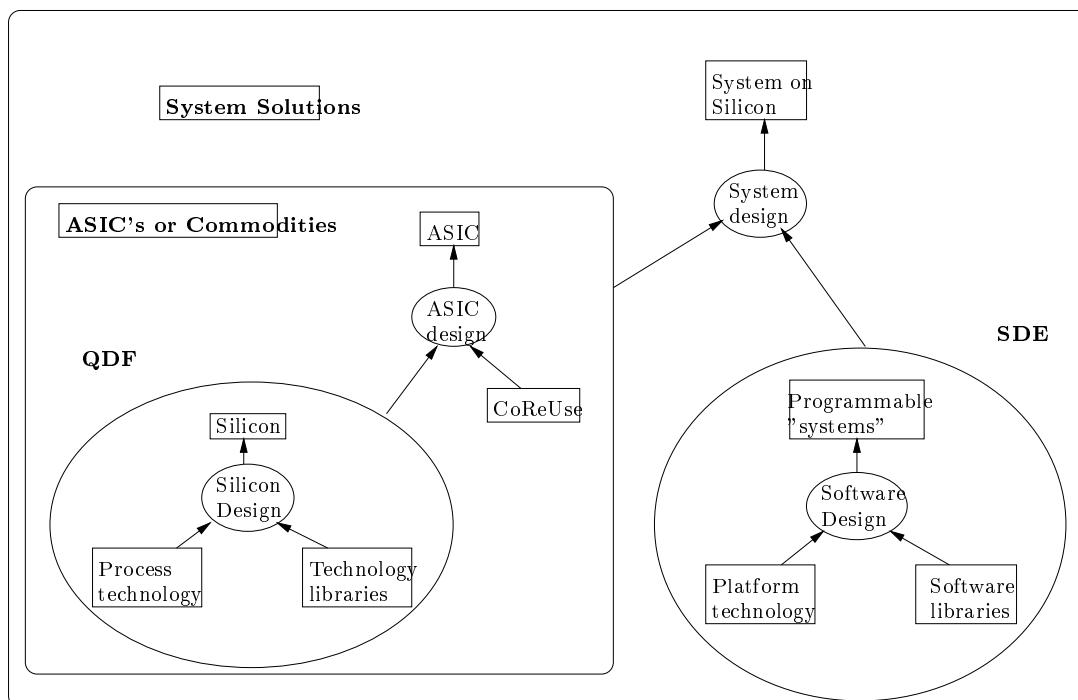 System on
Silicon
System Solutions
System
design
ASIC's or Commodities
ASIC
ASIC
design
SDE
QDF
CoReUse
Programmable
"systems"
Silicon
Silicon
Design
Software
Design
Process
technology
Technology
libraries
Platform
technology
Software
libraries